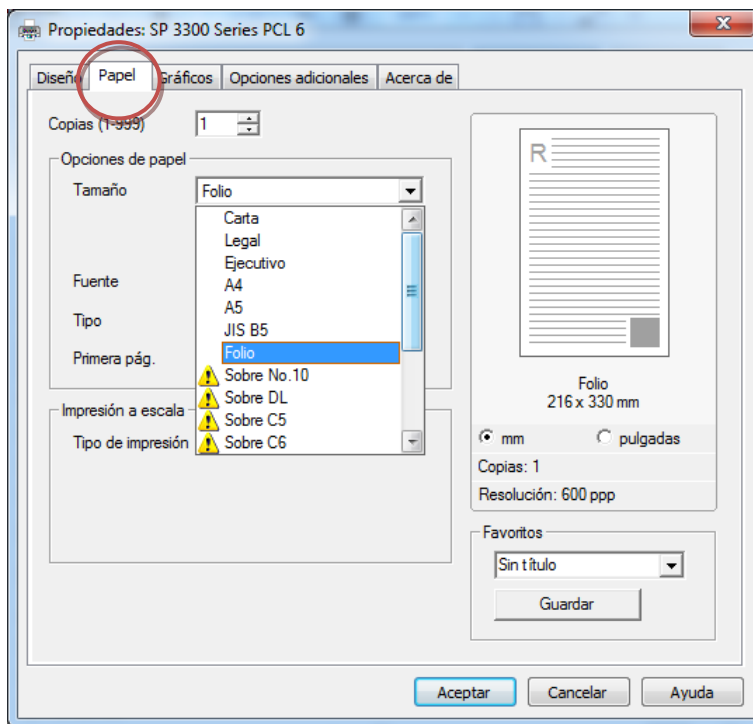 Propiedades: SP 3300 Series PCL 6
Diseño Papel Gráficos Opciones adicionales Acerca de
Copias (1-999) 1
Opciones de papel
Tamaño Folio
Carta
Legal
Ejecutivo
Fuente
A4
A5
Tipo
JIS B5
Primera pág.
Folio
Sobre No.10
Sobre DL
Impresión a escala
Sobre C5
Tipo de impresión
Sobre C6
R
Folio
216 x 330 mm
mm pulgadas
Copias: 1
Resolución: 600 ppp
Favoritos
Sin título
Guardar
Aceptar Cancelar Ayuda